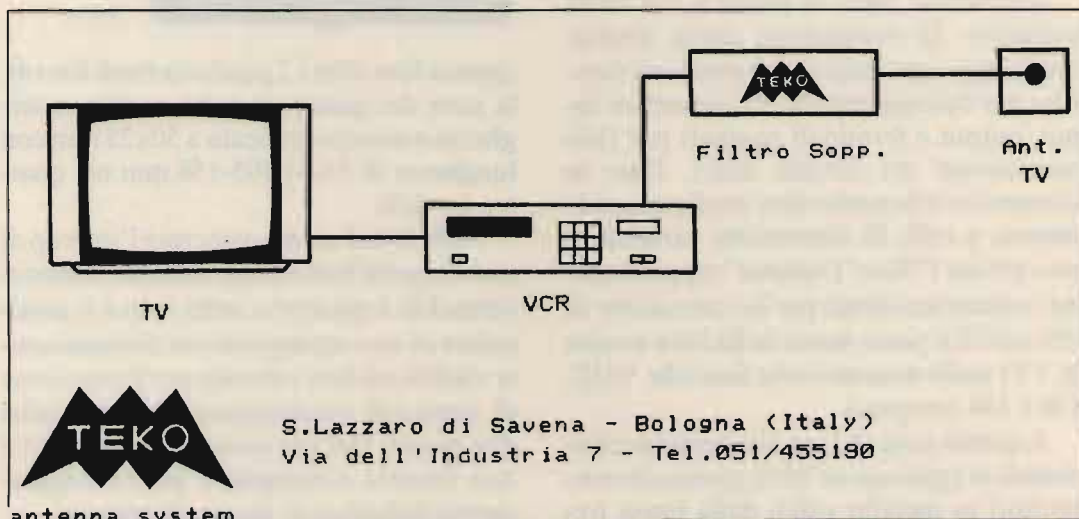 TEKO
Filtro Sopp.
Ant.
TV
TV
VCR
TEKO
antenna system
S.Lazzaro di Savena - Bologna (Italy)
Via dell'Industria 7 - Tel.051/455190